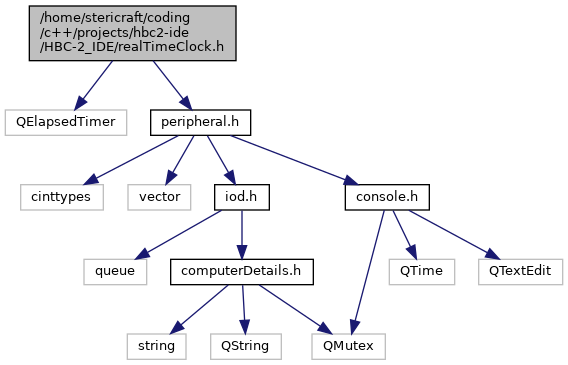 /home/stericraft/coding
/c++/projects/hbc2-ide
/HBC-2_IDE/realTimeClock.h
QElapsedTimer
peripheral.h
cinttypes
vector
iod.h
console.h
queue
computerDetails.h
QTime
QTextEdit
string
QString
QMutex